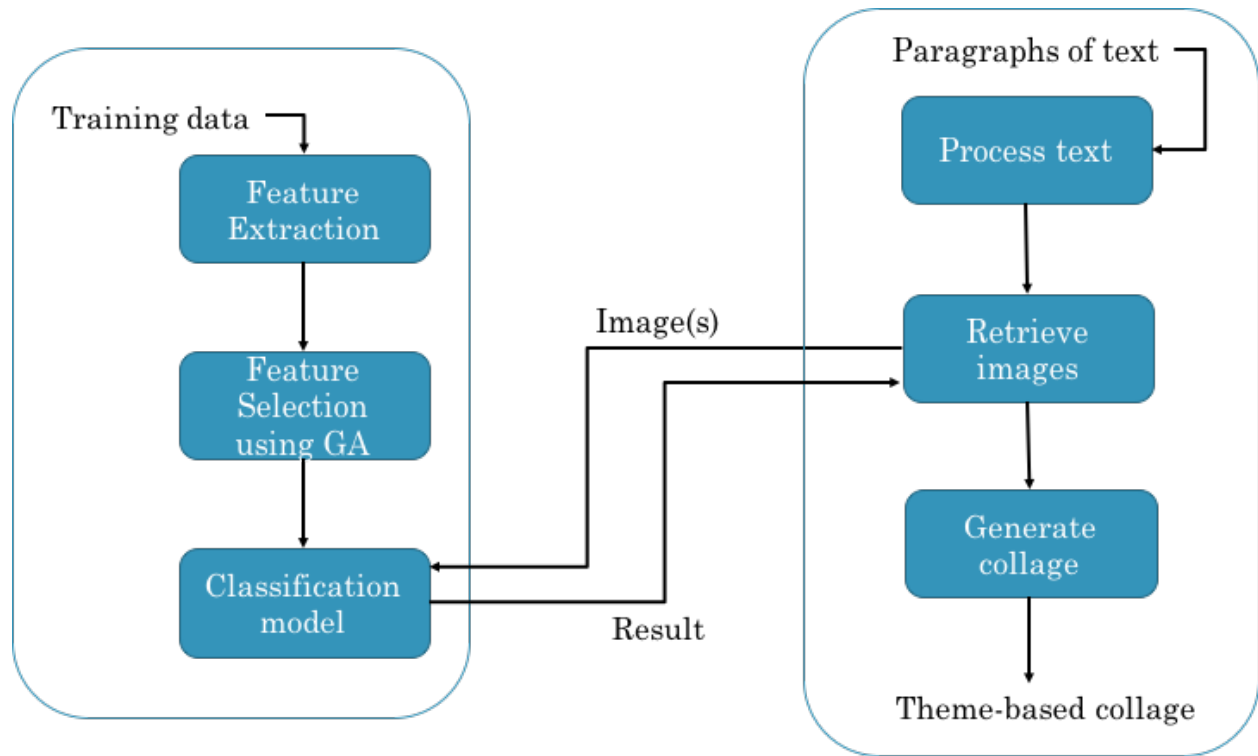 Training data
Feature
Extraction
Feature
Selection
using GA
Classification
model
Image(s)
Result
Paragraphs of text
Process text
Retrieve
images
Generate
collage
Theme-based collage